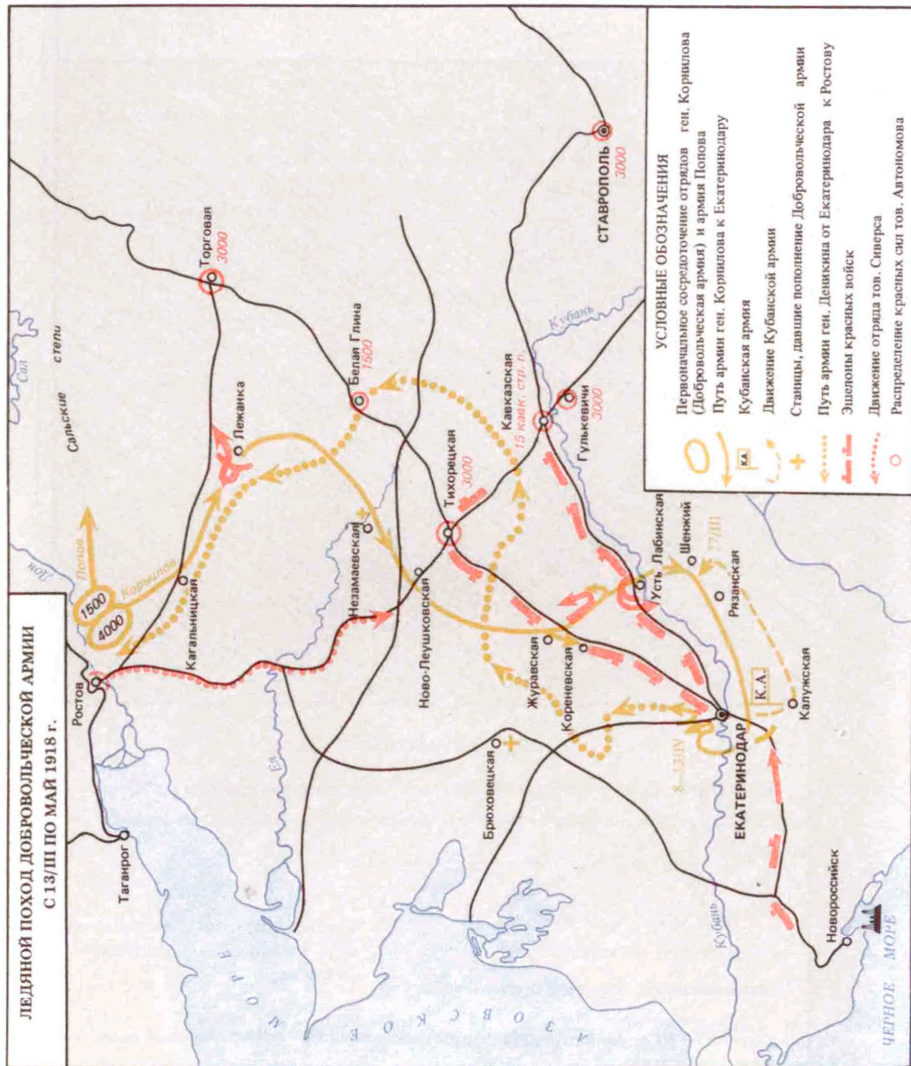 ЛЕДЯНОЙ ПОХОД ДОБРОВОЛЬЧЕСКОЙ АРМИИ
С 13/III ПО МАЙ 1918 г.
Сал
Сальские степи
Дон
Попов
1500
4000
Корнилов
Ростов
Таганрог
Кагальницкая
Лежанка
Торговая
3000
Белая Глина
1500
Незамаевская
Ея
Ново-Леушковская
Тихорецкая
3000
Кавказская
15 кавк. стр. п.
Гулькевичи
3000
СТАВРОПОЛЬ
3000
Кубань
Брюховецкая
Журавская
Кореневская
Усть Лабинская
Шенжий
27/III
Рязанская
К.А.
Калужская
8–13/IV
ЕКАТЕРИНОДАР
Кубань
Новороссийск
ЧЕРНОЕ МОРЕ
АЗОВСКОЕ МОРЕ
УСЛОВНЫЕ ОБОЗНАЧЕНИЯ
Первоначальное сосредоточение отрядов ген. Корнилова
(Добровольческая армия) и армия Попова
Путь армии ген. Корнилова к Екатеринодару
КА. Кубанская армия
Движение Кубанской армии
Станицы, давшие пополнение Добровольческой армии
Путь армии ген. Деникина от Екатеринодара к Ростову
Эшелоны красных войск
Движение отряда тов. Сиверса
Распределение красных сил тов. Автономова